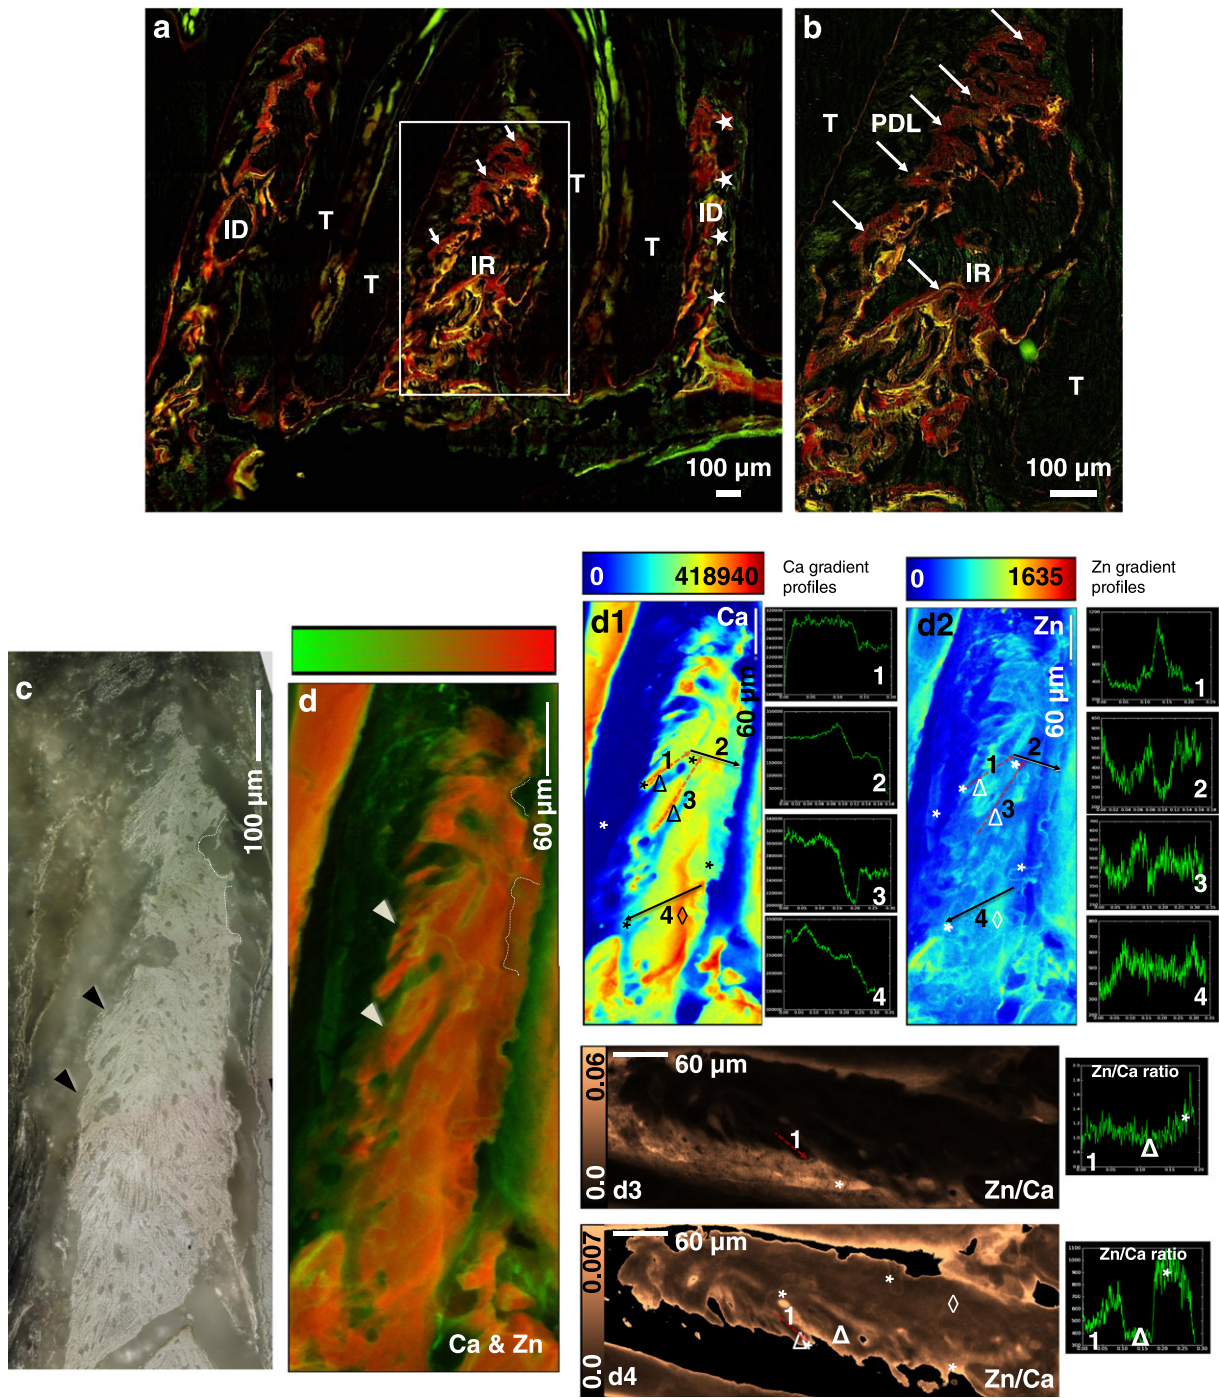 a
ID
T
T
IR
T
T
ID
100 µm
b
T
PDL
IR
T
100 µm
c
100 µm
d
60 µm
Ca & Zn
0 418940
Ca gradient
profiles
d1
Ca
60 µm
1
2
3
4
1
2
3
4
0 1635
Zn gradient
profiles
d2
Zn
60 µm
1
2
3
4
1
2
3
4
0.06
0.0
60 µm
1
d3
Zn/Ca
Zn/Ca ratio
1
0.007
0.0
60 µm
1
d4
Zn/Ca
Zn/Ca ratio
1